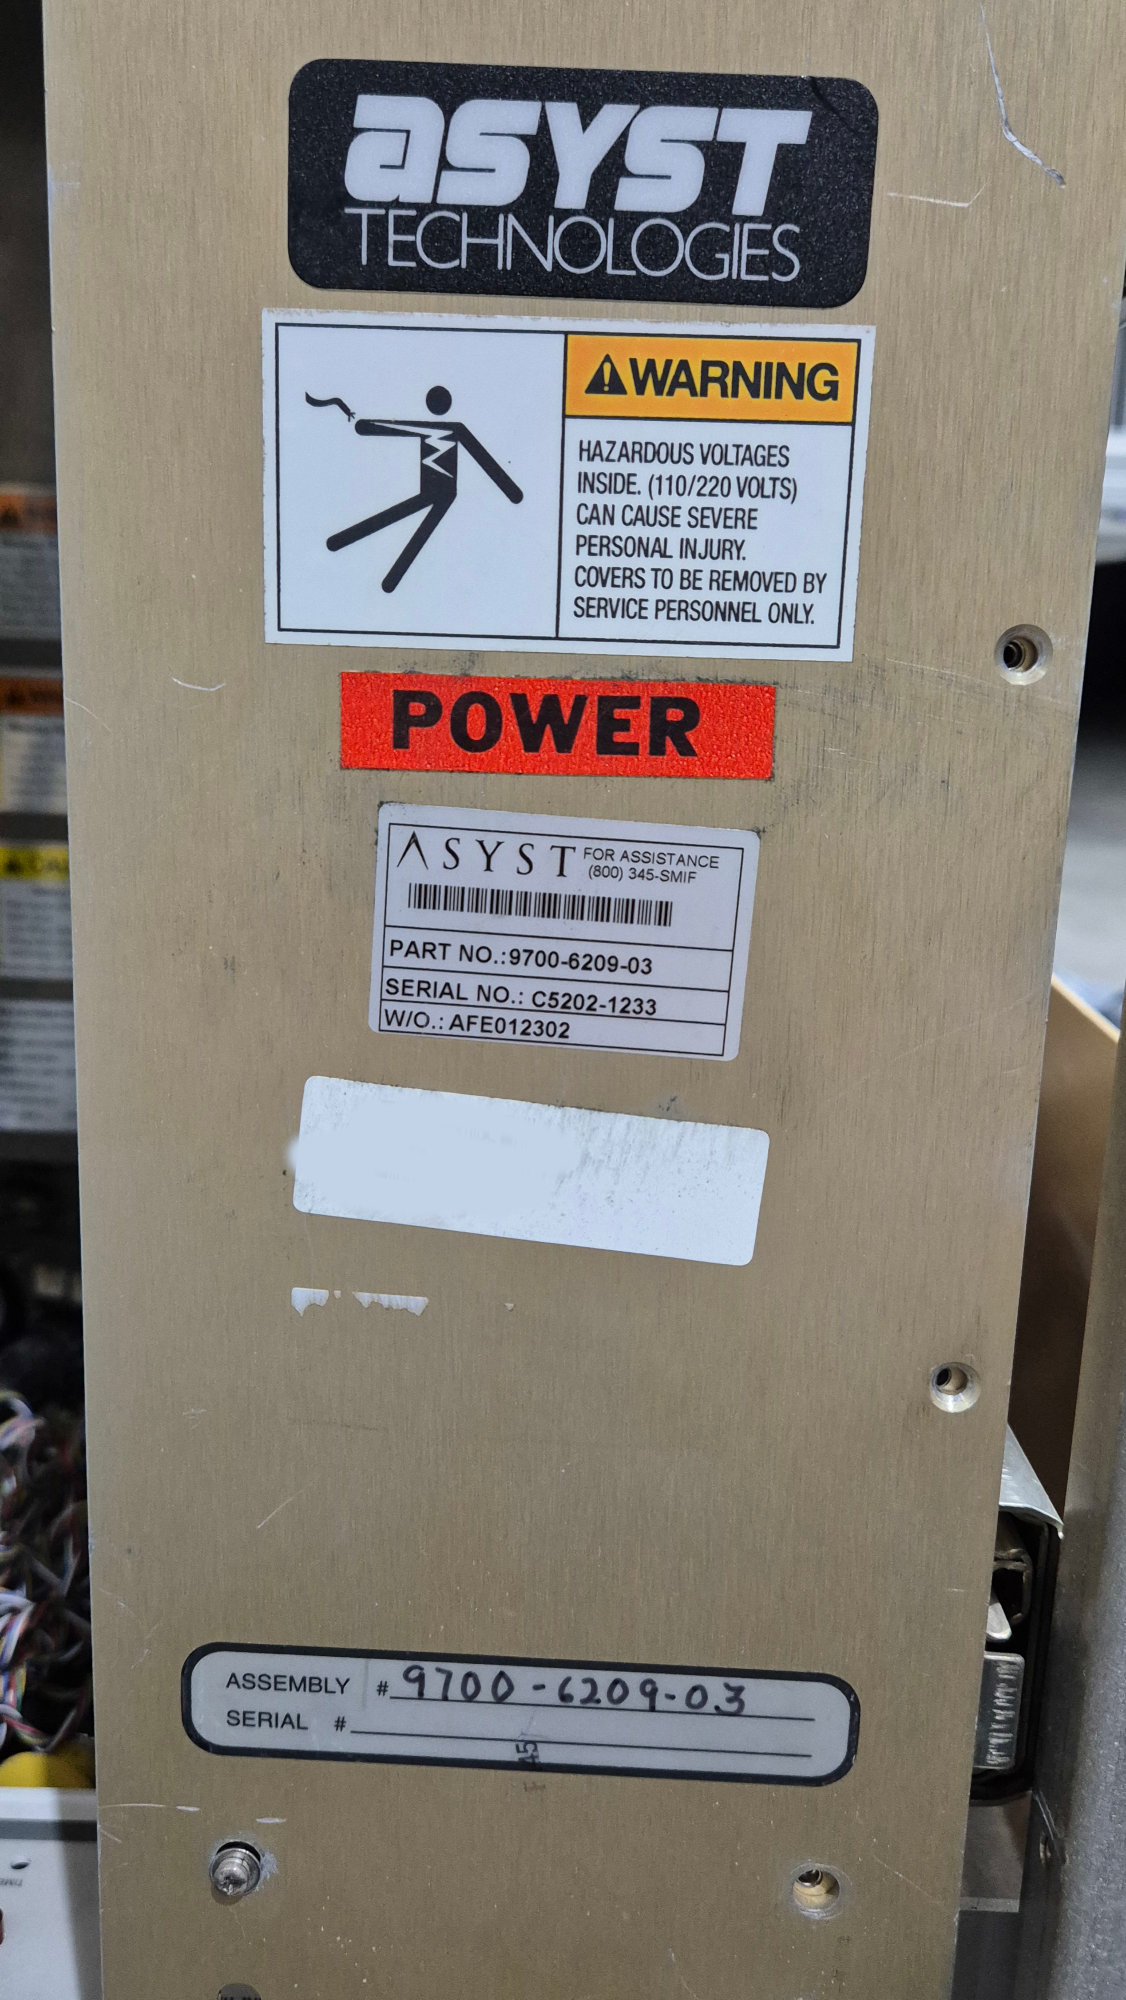 asyst
TECHNOLOGIES
WARNING
HAZARDOUS VOLTAGES
INSIDE. (110/220 VOLTS)
CAN CAUSE SEVERE
PERSONAL INJURY.
COVERS TO BE REMOVED BY
SERVICE PERSONNEL ONLY.
POWER
ASYST FOR ASSISTANCE
(800) 345-SMIF
PART NO.:9700-6209-03
SERIAL NO.: C5202-1233
W/O.: AFE012302
ASSEMBLY # 9700-6209-03
SERIAL #